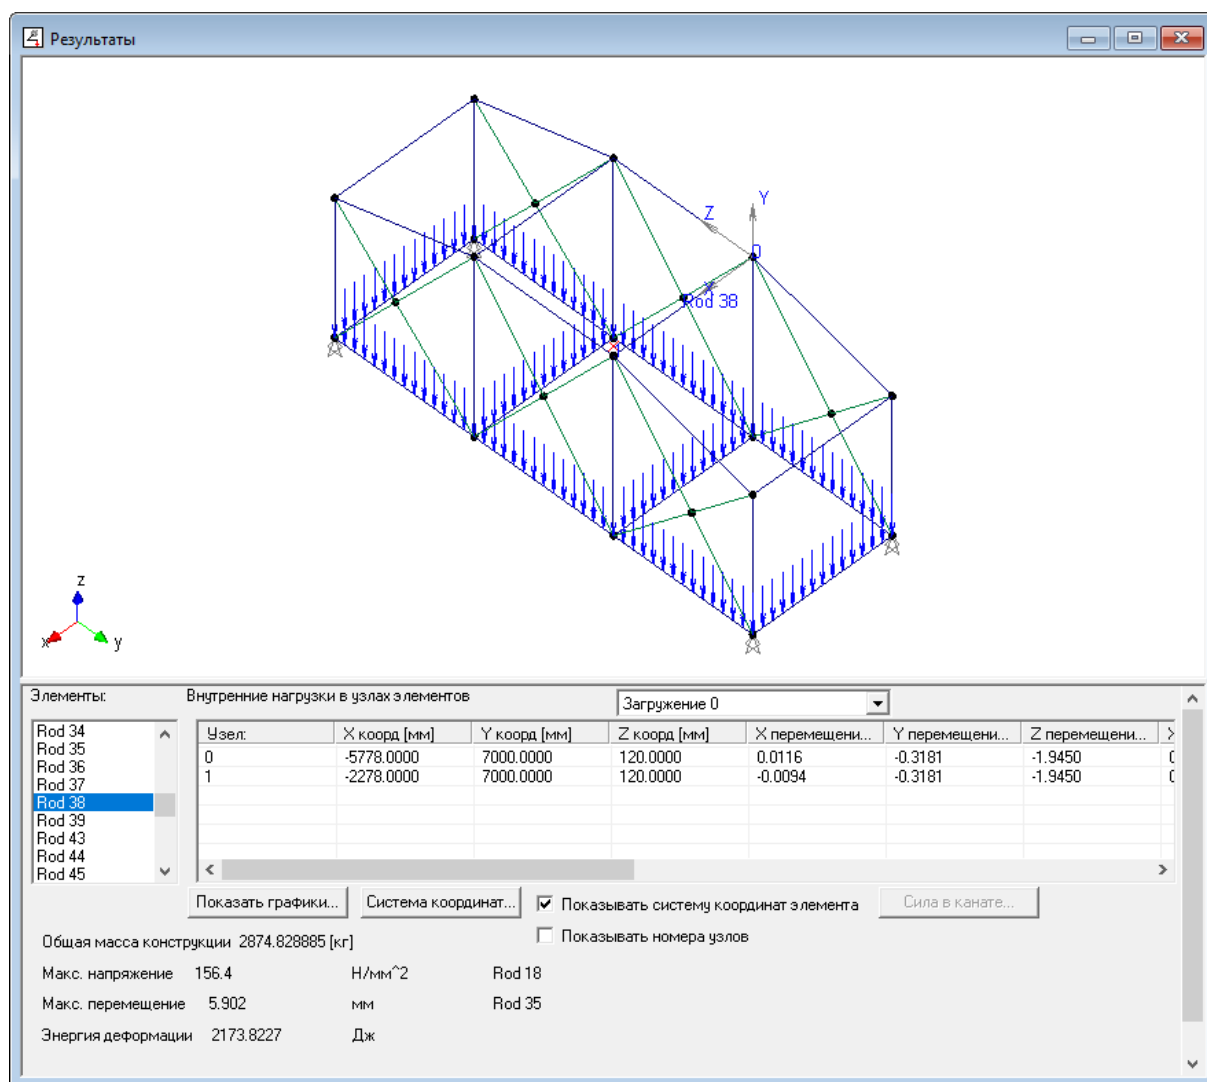 Результаты
Y
Z
0
X
Rod 38
z
x
y
Элементы:
Внутренние нагрузки в узлах элементов
Загружение 0
Rod 34
Rod 35
Rod 36
Rod 37
Rod 38
Rod 39
Rod 43
Rod 44
Rod 45
Узел: X коорд [мм] Y коорд [мм] Z коорд [мм] X перемещени... Y перемещени... Z перемещени...
0 -5778.0000 7000.0000 120.0000 0.0116 -0.3181 -1.9450
1 -2278.0000 7000.0000 120.0000 -0.0094 -0.3181 -1.9450
Показать графики...
Система координат...
Показывать систему координат элемента
Сила в канате...
Показывать номера узлов
Общая масса конструкции 2874.828885 [кг]
Макс. напряжение 156.4 Н/мм^2 Rod 18
Макс. перемещение 5.902 мм Rod 35
Энергия деформации 2173.8227 Дж